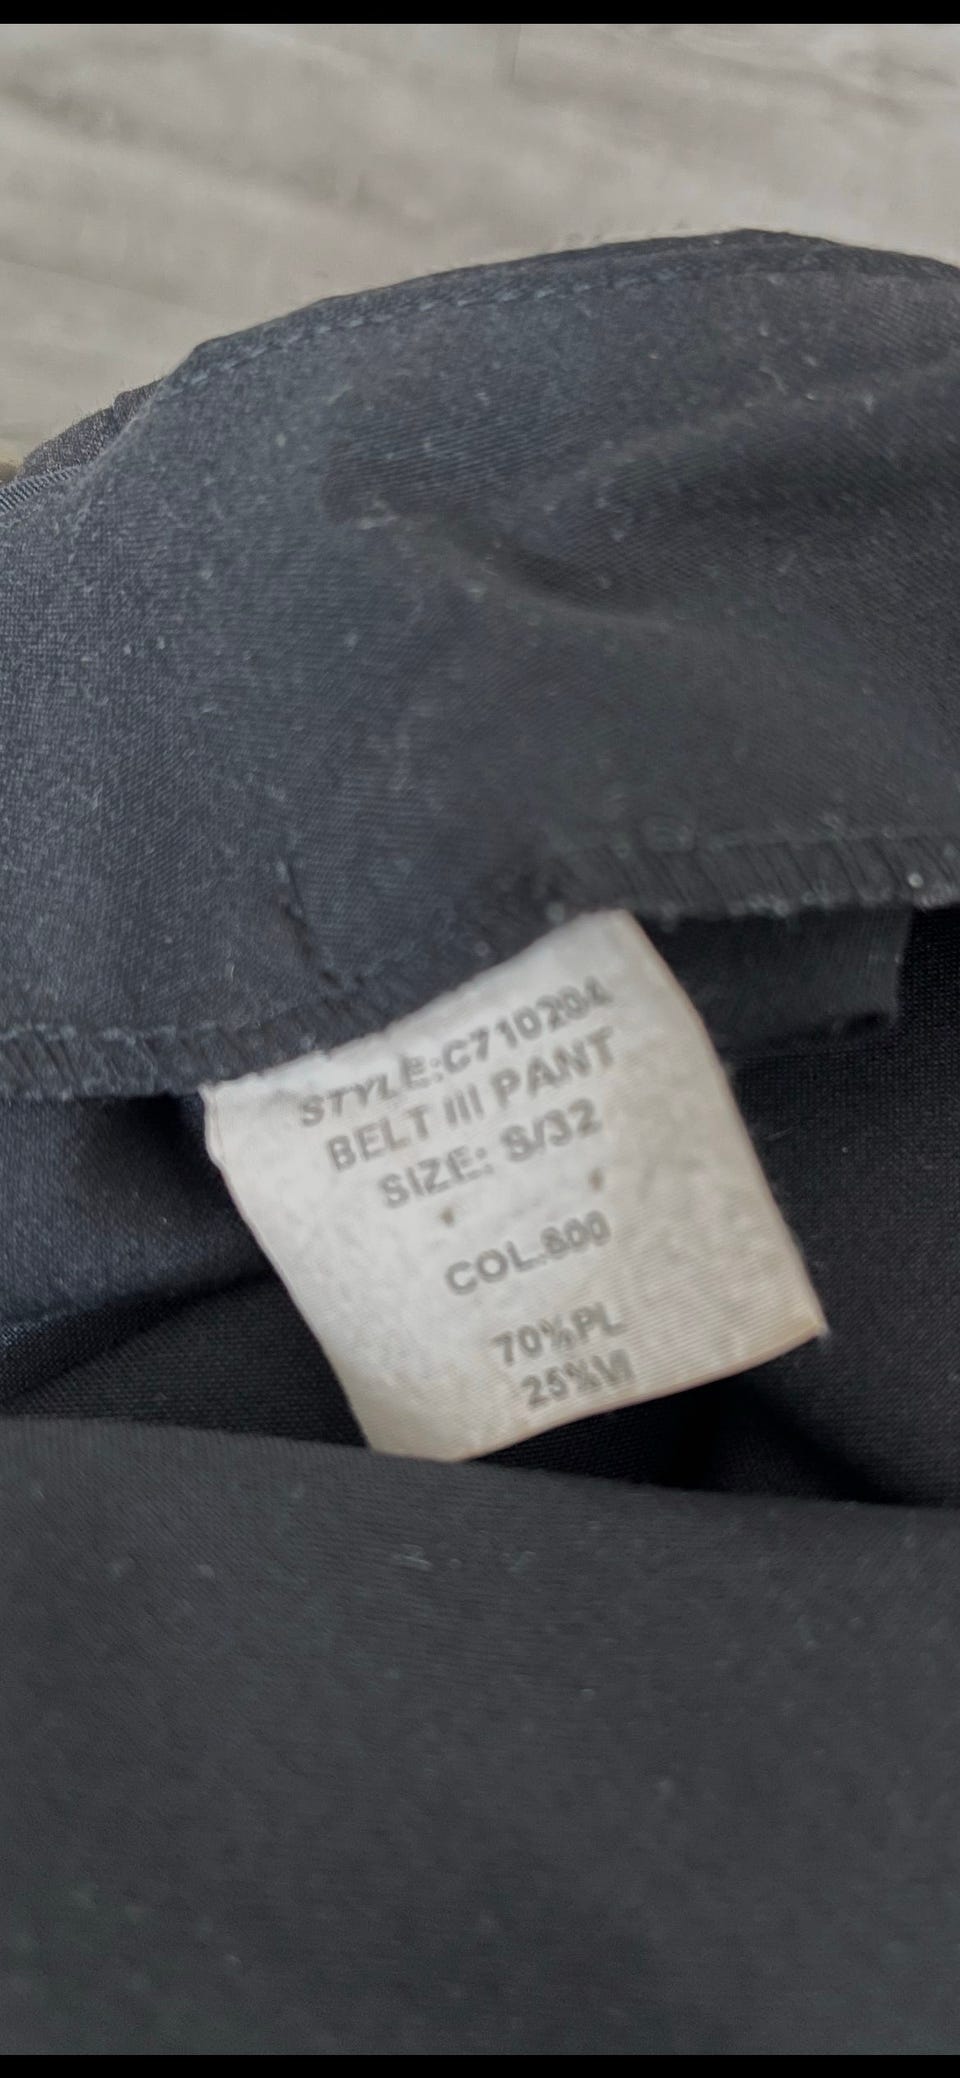 STYLE:C710204
BELT III PANT
SIZE: S/32
COL.800
70%PL
25%VI